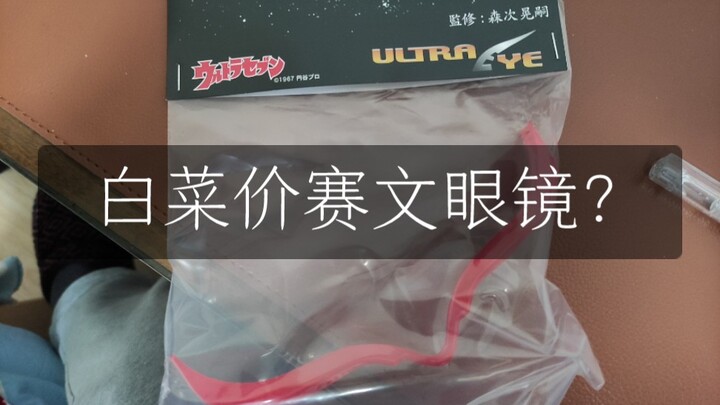 監修:森次晃嗣
ウルトラセブン
ULTRA EYE
©1967 円谷プロ
白菜价赛文眼镜?